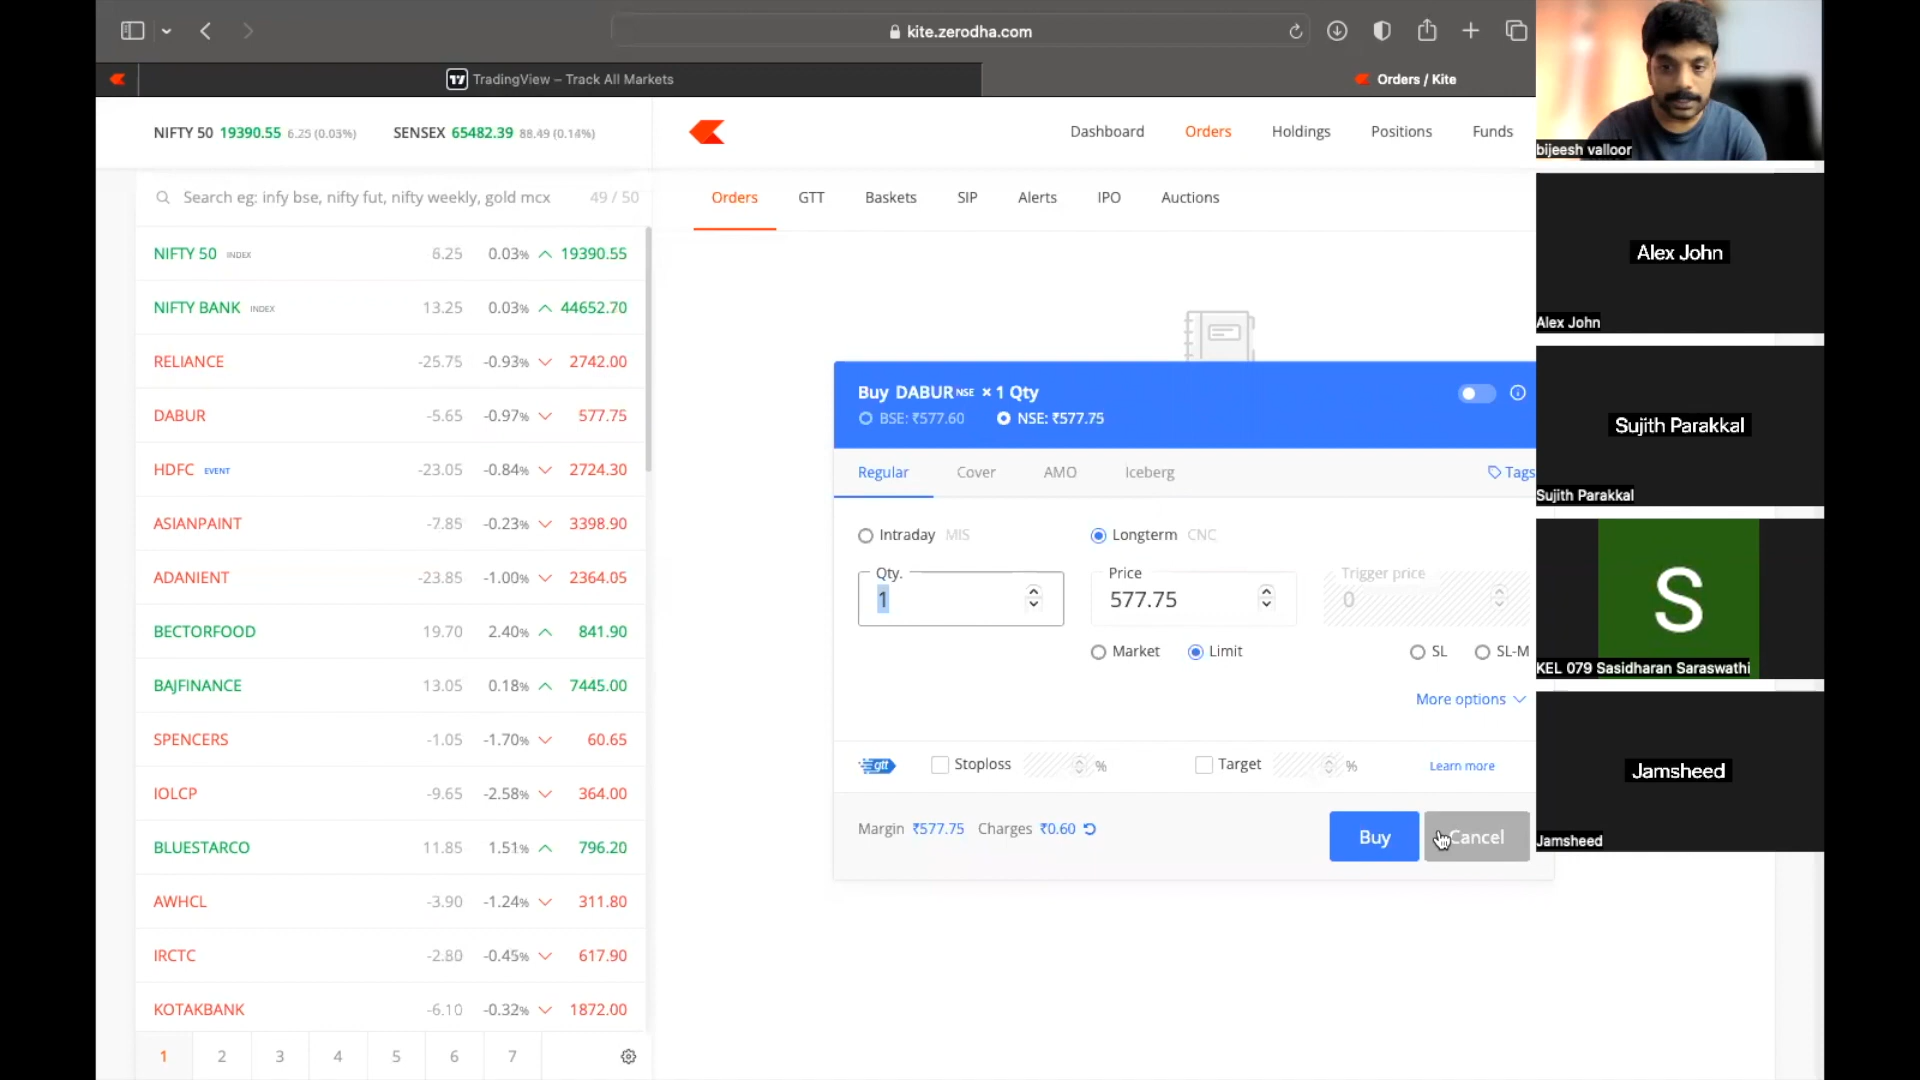 kite.zerodha.com
TradingView – Track All Markets
Orders / Kite
NIFTY 50 19390.55 6.25 (0.03%) SENSEX 65482.39 88.49 (0.14%)
Dashboard Orders Holdings Positions Funds
Search eg: infy bse, nifty fut, nifty weekly, gold mcx 49 / 50
Orders GTT Baskets SIP Alerts IPO Auctions
NIFTY 50 INDEX 6.25 0.03% 19390.55
NIFTY BANK INDEX 13.25 0.03% 44652.70
RELIANCE -25.75 -0.93% 2742.00
DABUR -5.65 -0.97% 577.75
HDFC EVENT -23.05 -0.84% 2724.30
ASIANPAINT -7.85 -0.23% 3398.90
ADANIENT -23.85 -1.00% 2364.05
BECTORFOOD 19.70 2.40% 841.90
BAJFINANCE 13.05 0.18% 7445.00
SPENCERS -1.05 -1.70% 60.65
IOLCP -9.65 -2.58% 364.00
BLUESTARCO 11.85 1.51% 796.20
AWHCL -3.90 -1.24% 311.80
IRCTC -2.80 -0.45% 617.90
KOTAKBANK -6.10 -0.32% 1872.00
1 2 3 4 5 6 7
Buy DABUR NSE × 1 Qty
BSE: ₹577.60 NSE: ₹577.75
Regular Cover AMO Iceberg Tags
Intraday MIS Longterm CNC
Qty. Price Trigger price
1 577.75 0
Market Limit SL SL-M
More options
gtt Stoploss % Target % Learn more
Margin ₹577.75 Charges ₹0.60
Buy Cancel
bijeesh valloor
Alex John
Alex John
Sujith Parakkal
Sujith Parakkal
S
KEL 079 Sasidharan Saraswathi
Jamsheed
Jamsheed